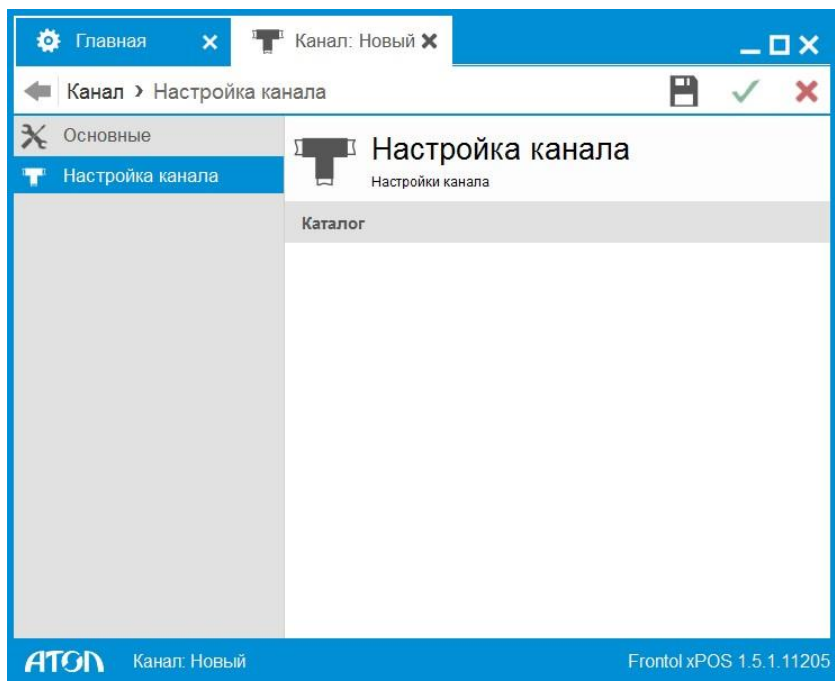 Главная
Канал: Новый
Канал › Настройка канала
Основные
Настройка канала
Настройка канала
Настройки канала
Каталог
ATOЛ Канал: Новый Frontol xPOS 1.5.1.11205